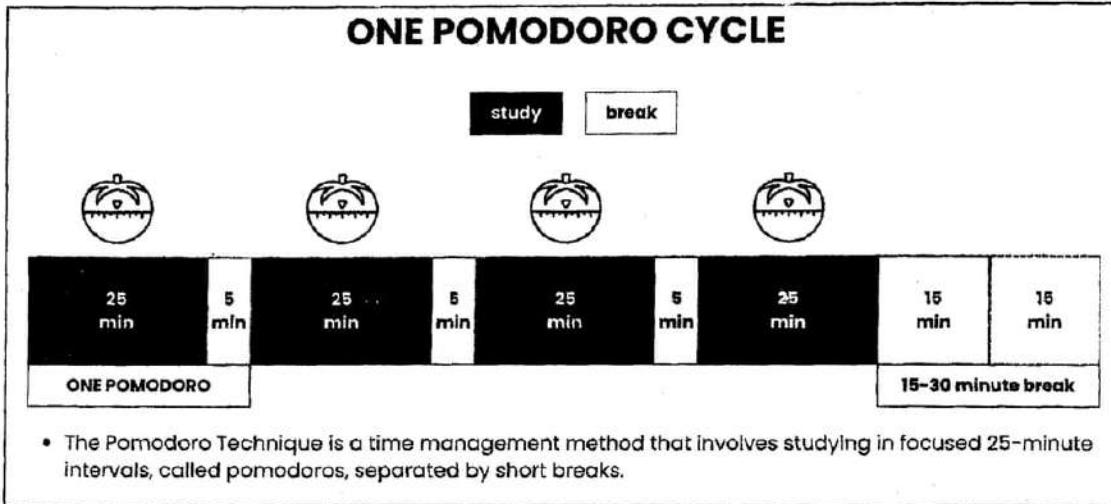 ONE POMODORO CYCLE
study break
25 min 5 min 25 min 5 min 25 min 5 min 25 min 15 min 15 min
ONE POMODORO 15-30 minute break
• The Pomodoro Technique is a time management method that involves studying in focused 25-minute
intervals, called pomodoros, separated by short breaks.